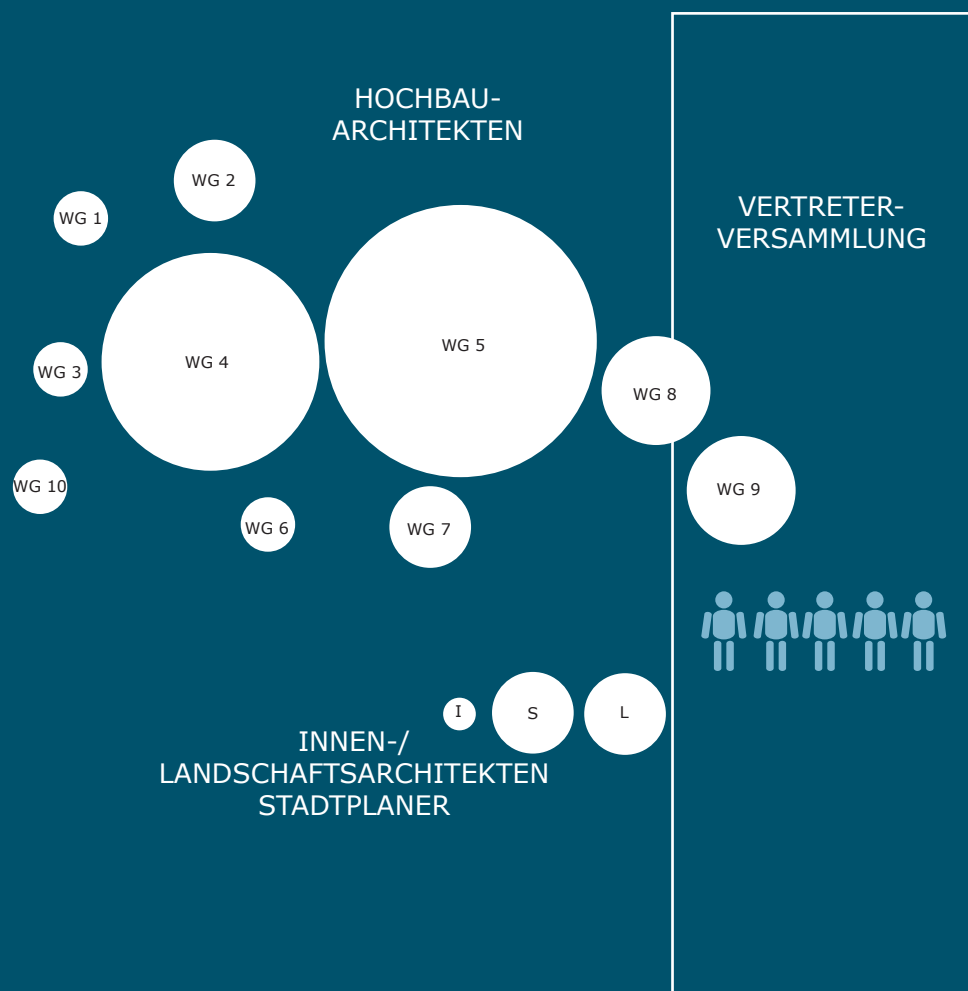 HOCHBAU-
ARCHITEKTEN
WG 2
WG 1
WG 5
WG 4
WG 3
WG 10
WG 6
WG 7
WG 8
WG 9
VERTRETER-
VERSAMMLUNG
I
S
L
INNEN-/
LANDSCHAFTSARCHITEKTEN
STADTPLANER